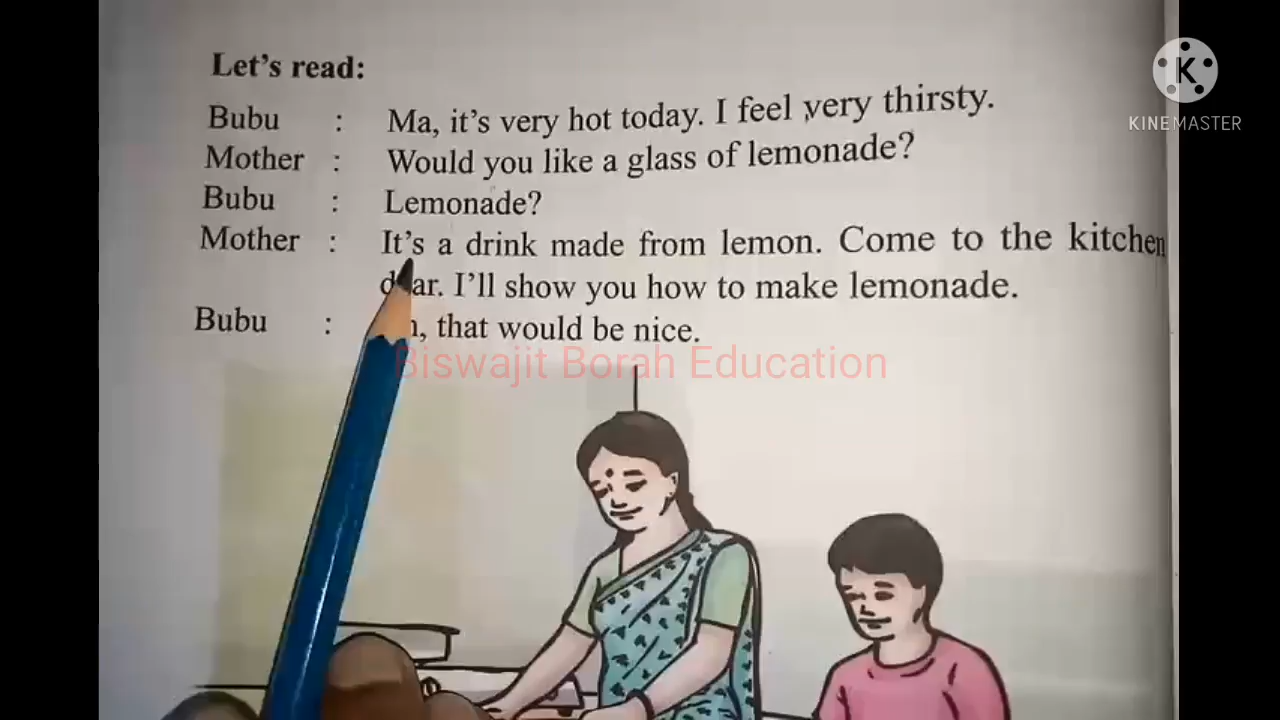 Let's read:
Bubu : Ma, it's very hot today. I feel very thirsty.
Mother : Would you like a glass of lemonade?
Bubu : Lemonade?
Mother : It's a drink made from lemon. Come to the kitchen
I'll show you how to make lemonade.
Bubu : that would be nice.
Biswajit Borah Education
K
KINEMASTER